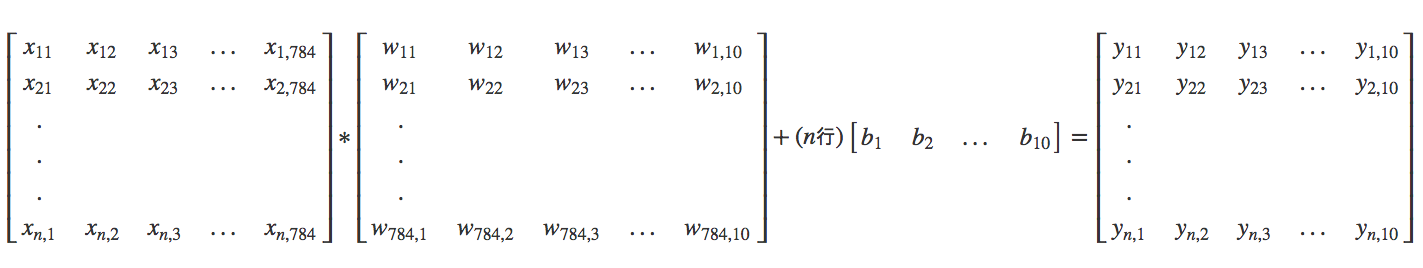 x11 x12 x13 … x1,784
x21 x22 x23 … x2,784
.
.
.
xn,1 xn,2 xn,3 … xn,784
*
w11 w12 w13 … w1,10
w21 w22 w23 … w2,10
.
.
.
w784,1 w784,2 w784,3 … w784,10
+ (n行) [b1 b2 … b10] =
y11 y12 y13 … y1,10
y21 y22 y23 … y2,10
.
.
.
yn,1 yn,2 yn,3 … yn,10